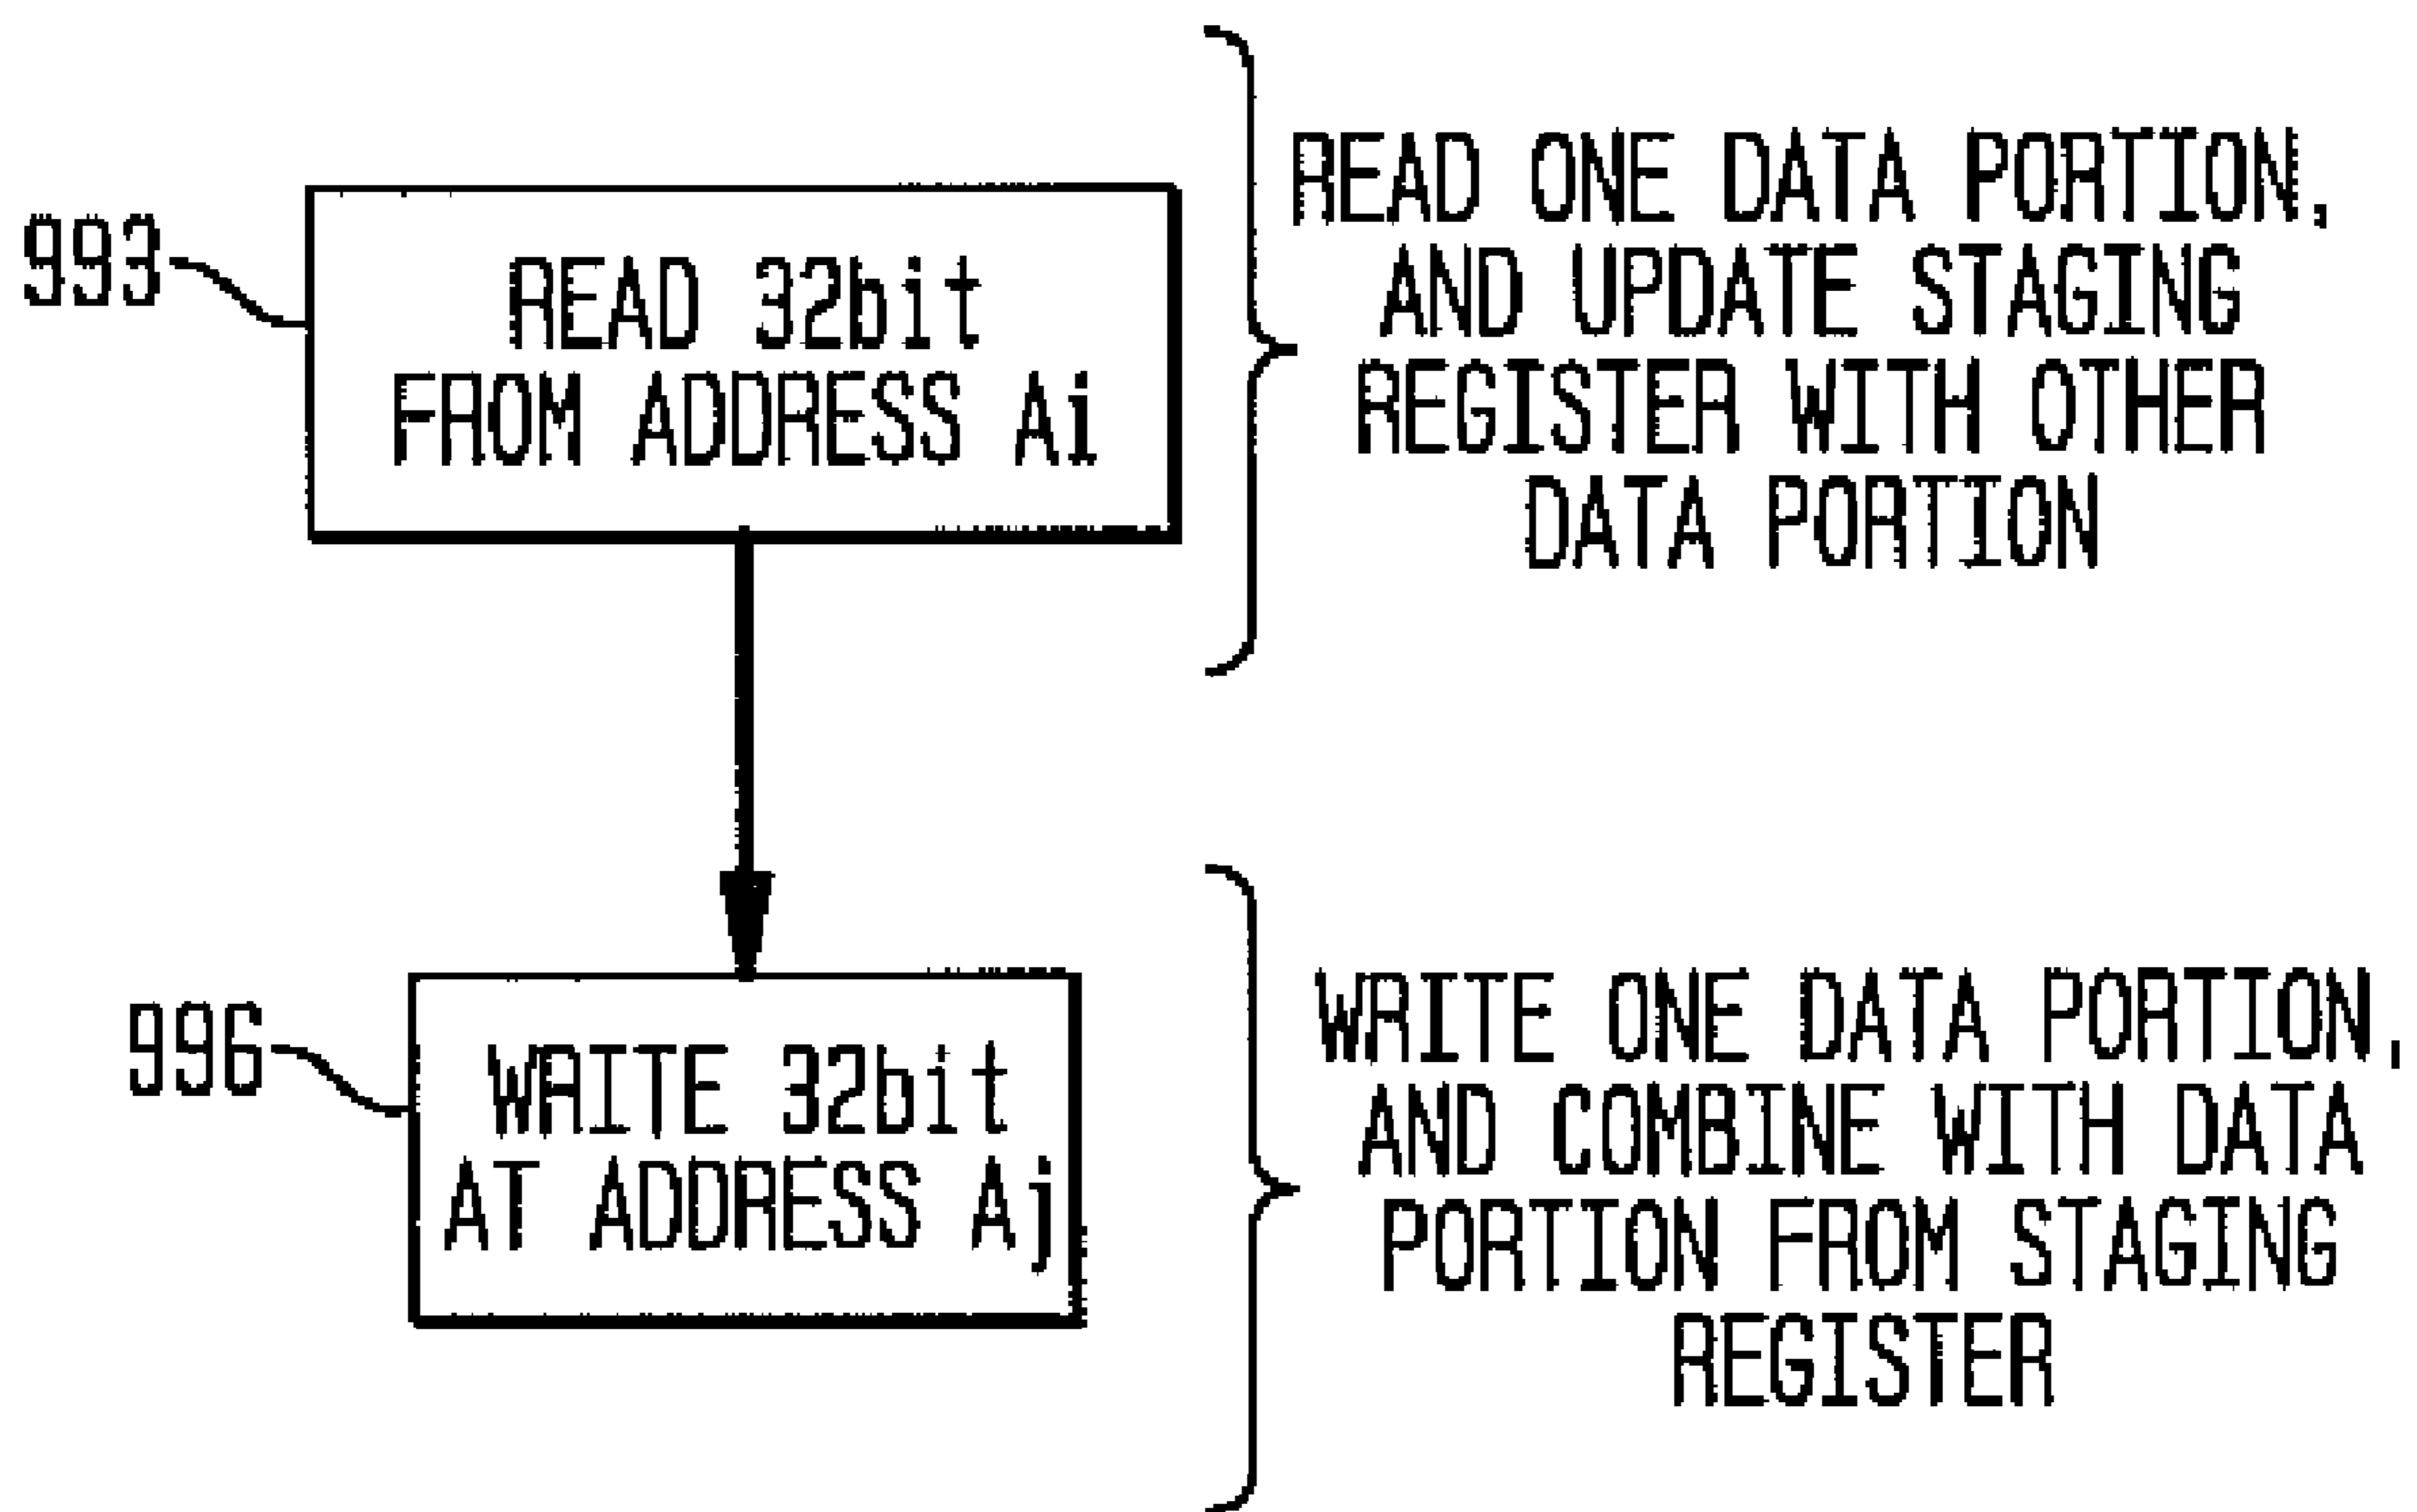 993
READ 32bit
FROM ADDRESS Ai
READ ONE DATA PORTION,
AND UPDATE STAGING
REGISTER WITH OTHER
DATA PORTION
996
WRITE 32bit
AT ADDRESS Aj
WRITE ONE DATA PORTION,
AND COMBINE WITH DATA
PORTION FROM STAGING
REGISTER